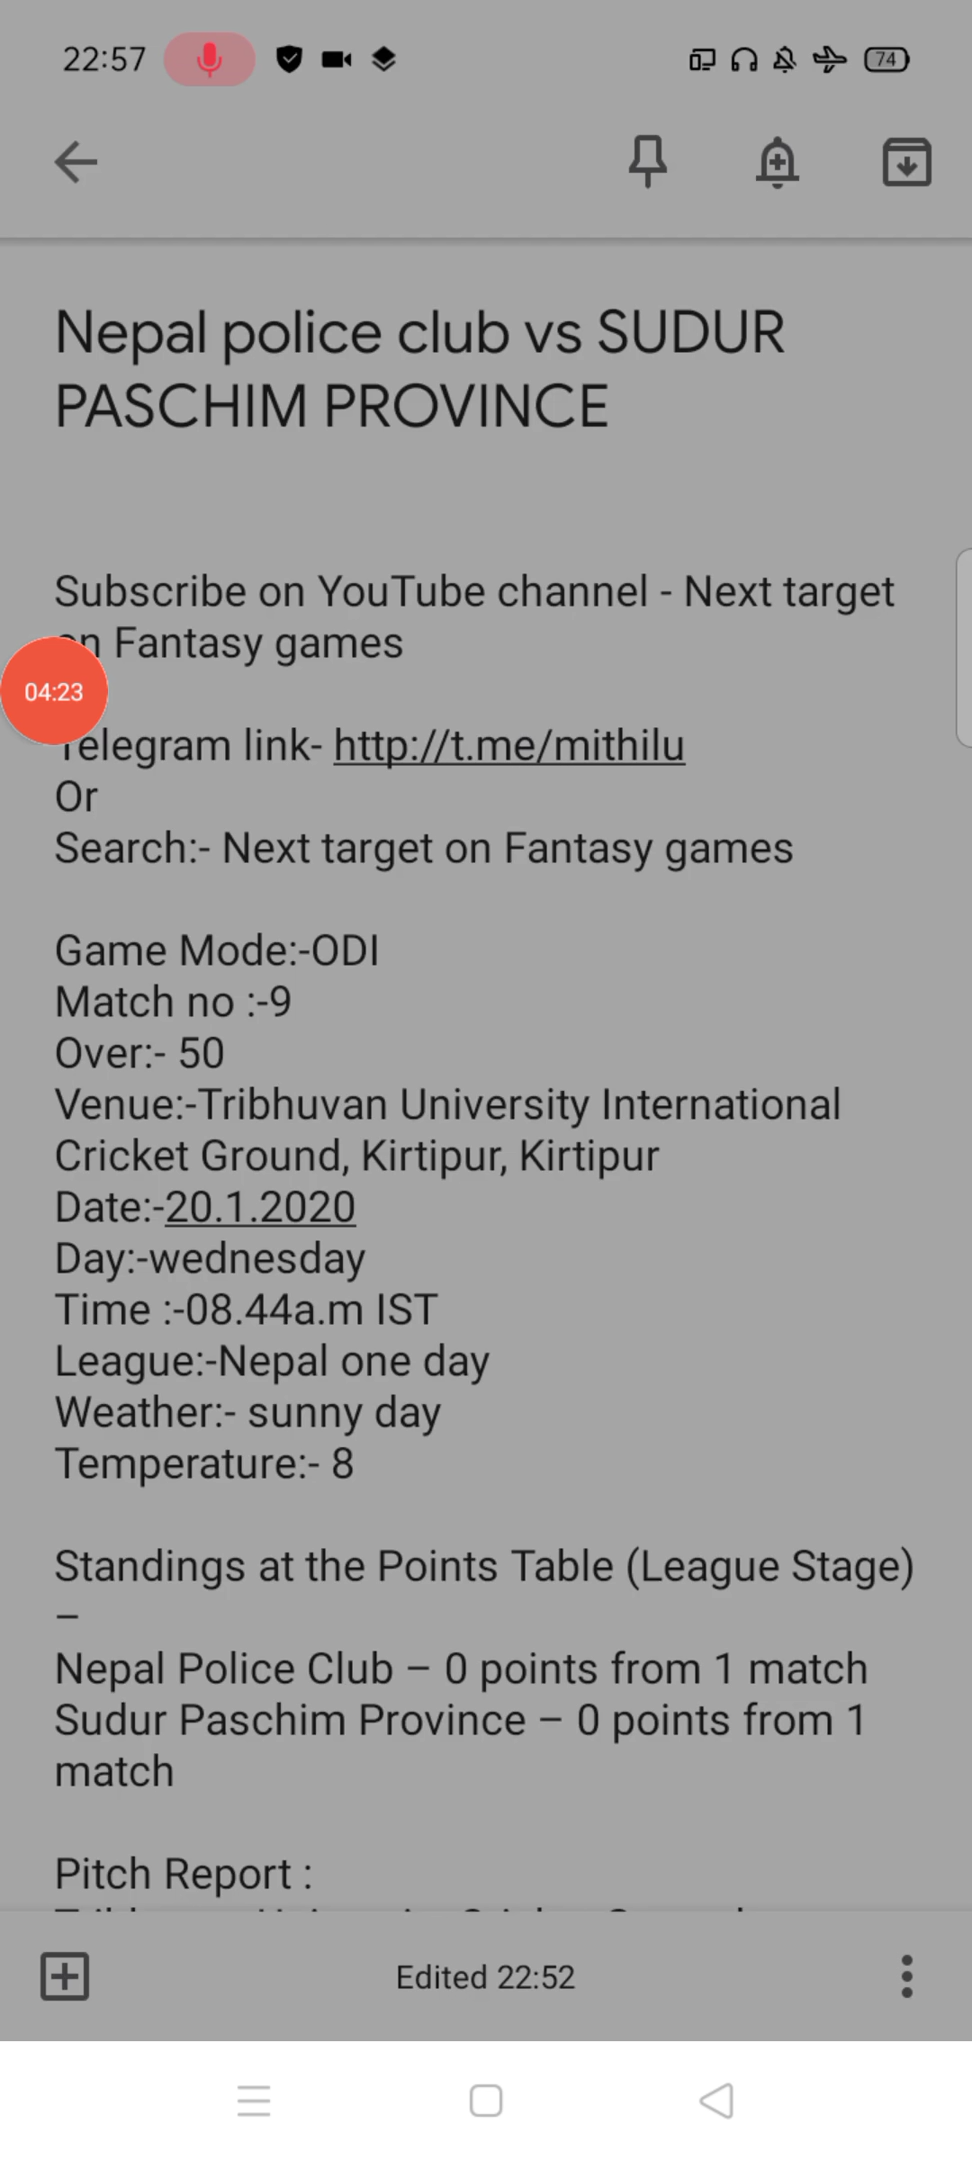 22:57
74
Nepal police club vs SUDUR
PASCHIM PROVINCE
Subscribe on YouTube channel - Next target
Fantasy games
04:23
Telegram link- http://t.me/mithilu
Or
Search:- Next target on Fantasy games
Game Mode:-ODI
Match no :-9
Over:- 50
Venue:-Tribhuvan University International
Cricket Ground, Kirtipur, Kirtipur
Date:-20.1.2020
Day:-wednesday
Time :-08.44a.m IST
League:-Nepal one day
Weather:- sunny day
Temperature:- 8
Standings at the Points Table (League Stage)
–
Nepal Police Club – 0 points from 1 match
Sudur Paschim Province – 0 points from 1
match
Pitch Report :
Edited 22:52